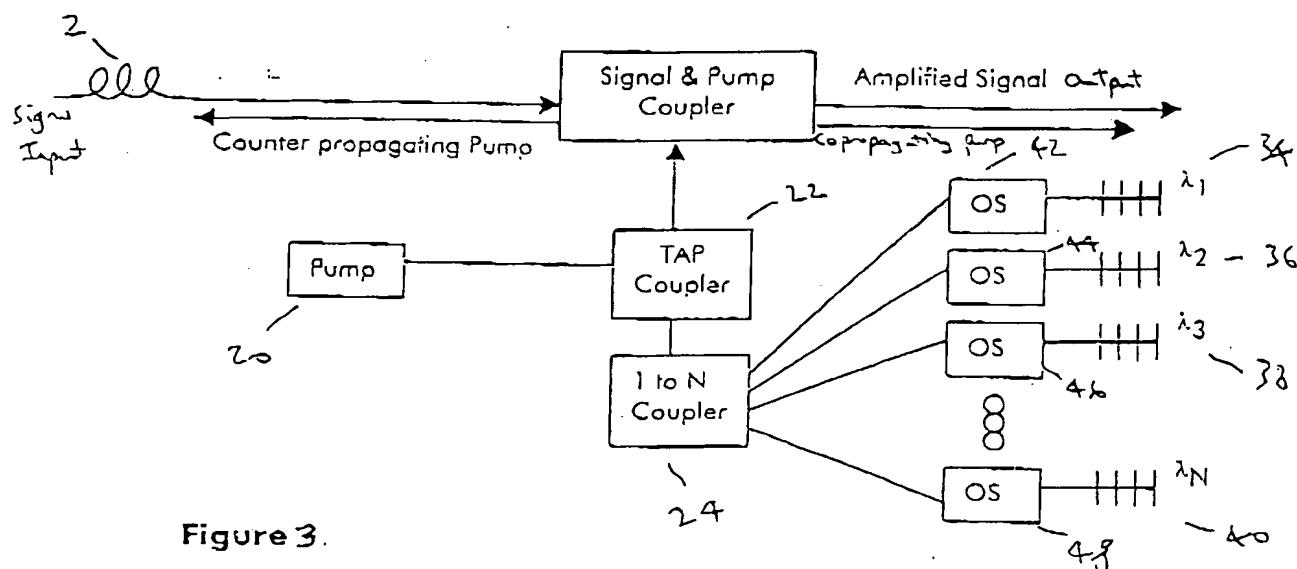 2
Signal & Pump
Coupler
Amplified Signal output
Signal
Input
Counter propagating Pump
Copropagating pump
42
34
OS
λ1
22
Pump
TAP
Coupler
44
OS
λ2 - 36
20
λ3
OS
38
1 to N
Coupler
46
λN
OS
24
40
48
Figure 3.